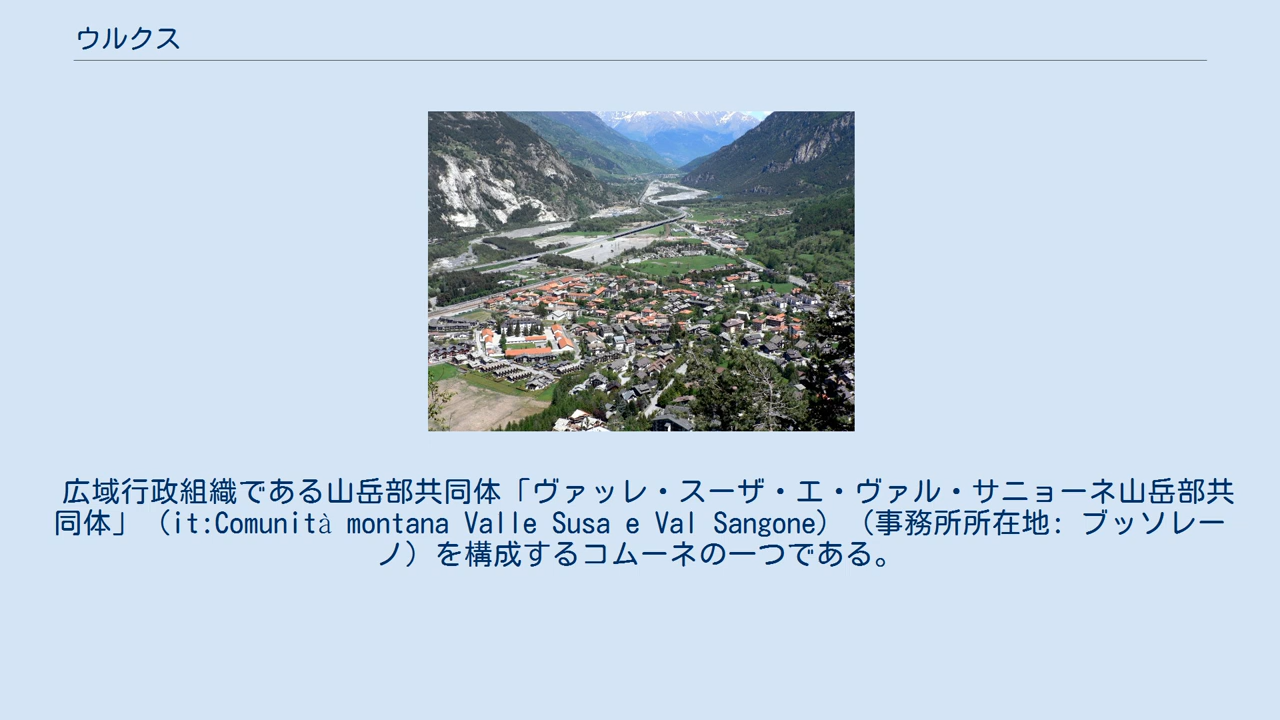 ウルクス
広域行政組織である山岳部共同体「ヴァッレ・スーザ・エ・ヴァル・サニョーネ山岳部共
同体」（it:Comunità montana Valle Susa e Val Sangone）（事務所所在地: ブッソレー
ノ）を構成するコムーネの一つである。